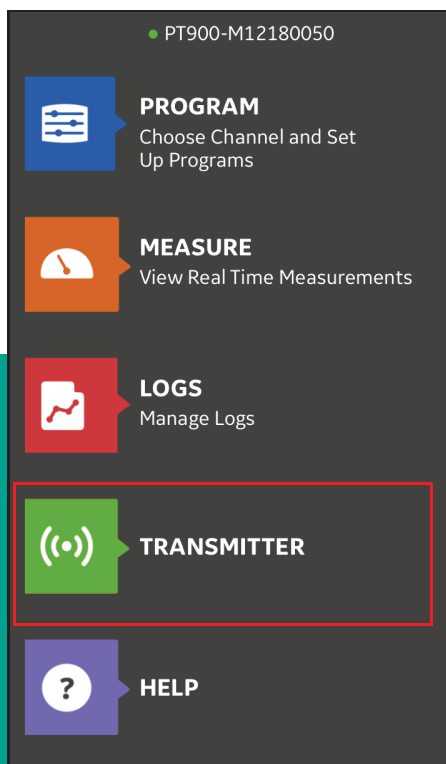 PT900-M12180050
PROGRAM
Choose Channel and Set
Up Programs
MEASURE
View Real Time Measurements
LOGS
Manage Logs
TRANSMITTER
?
HELP